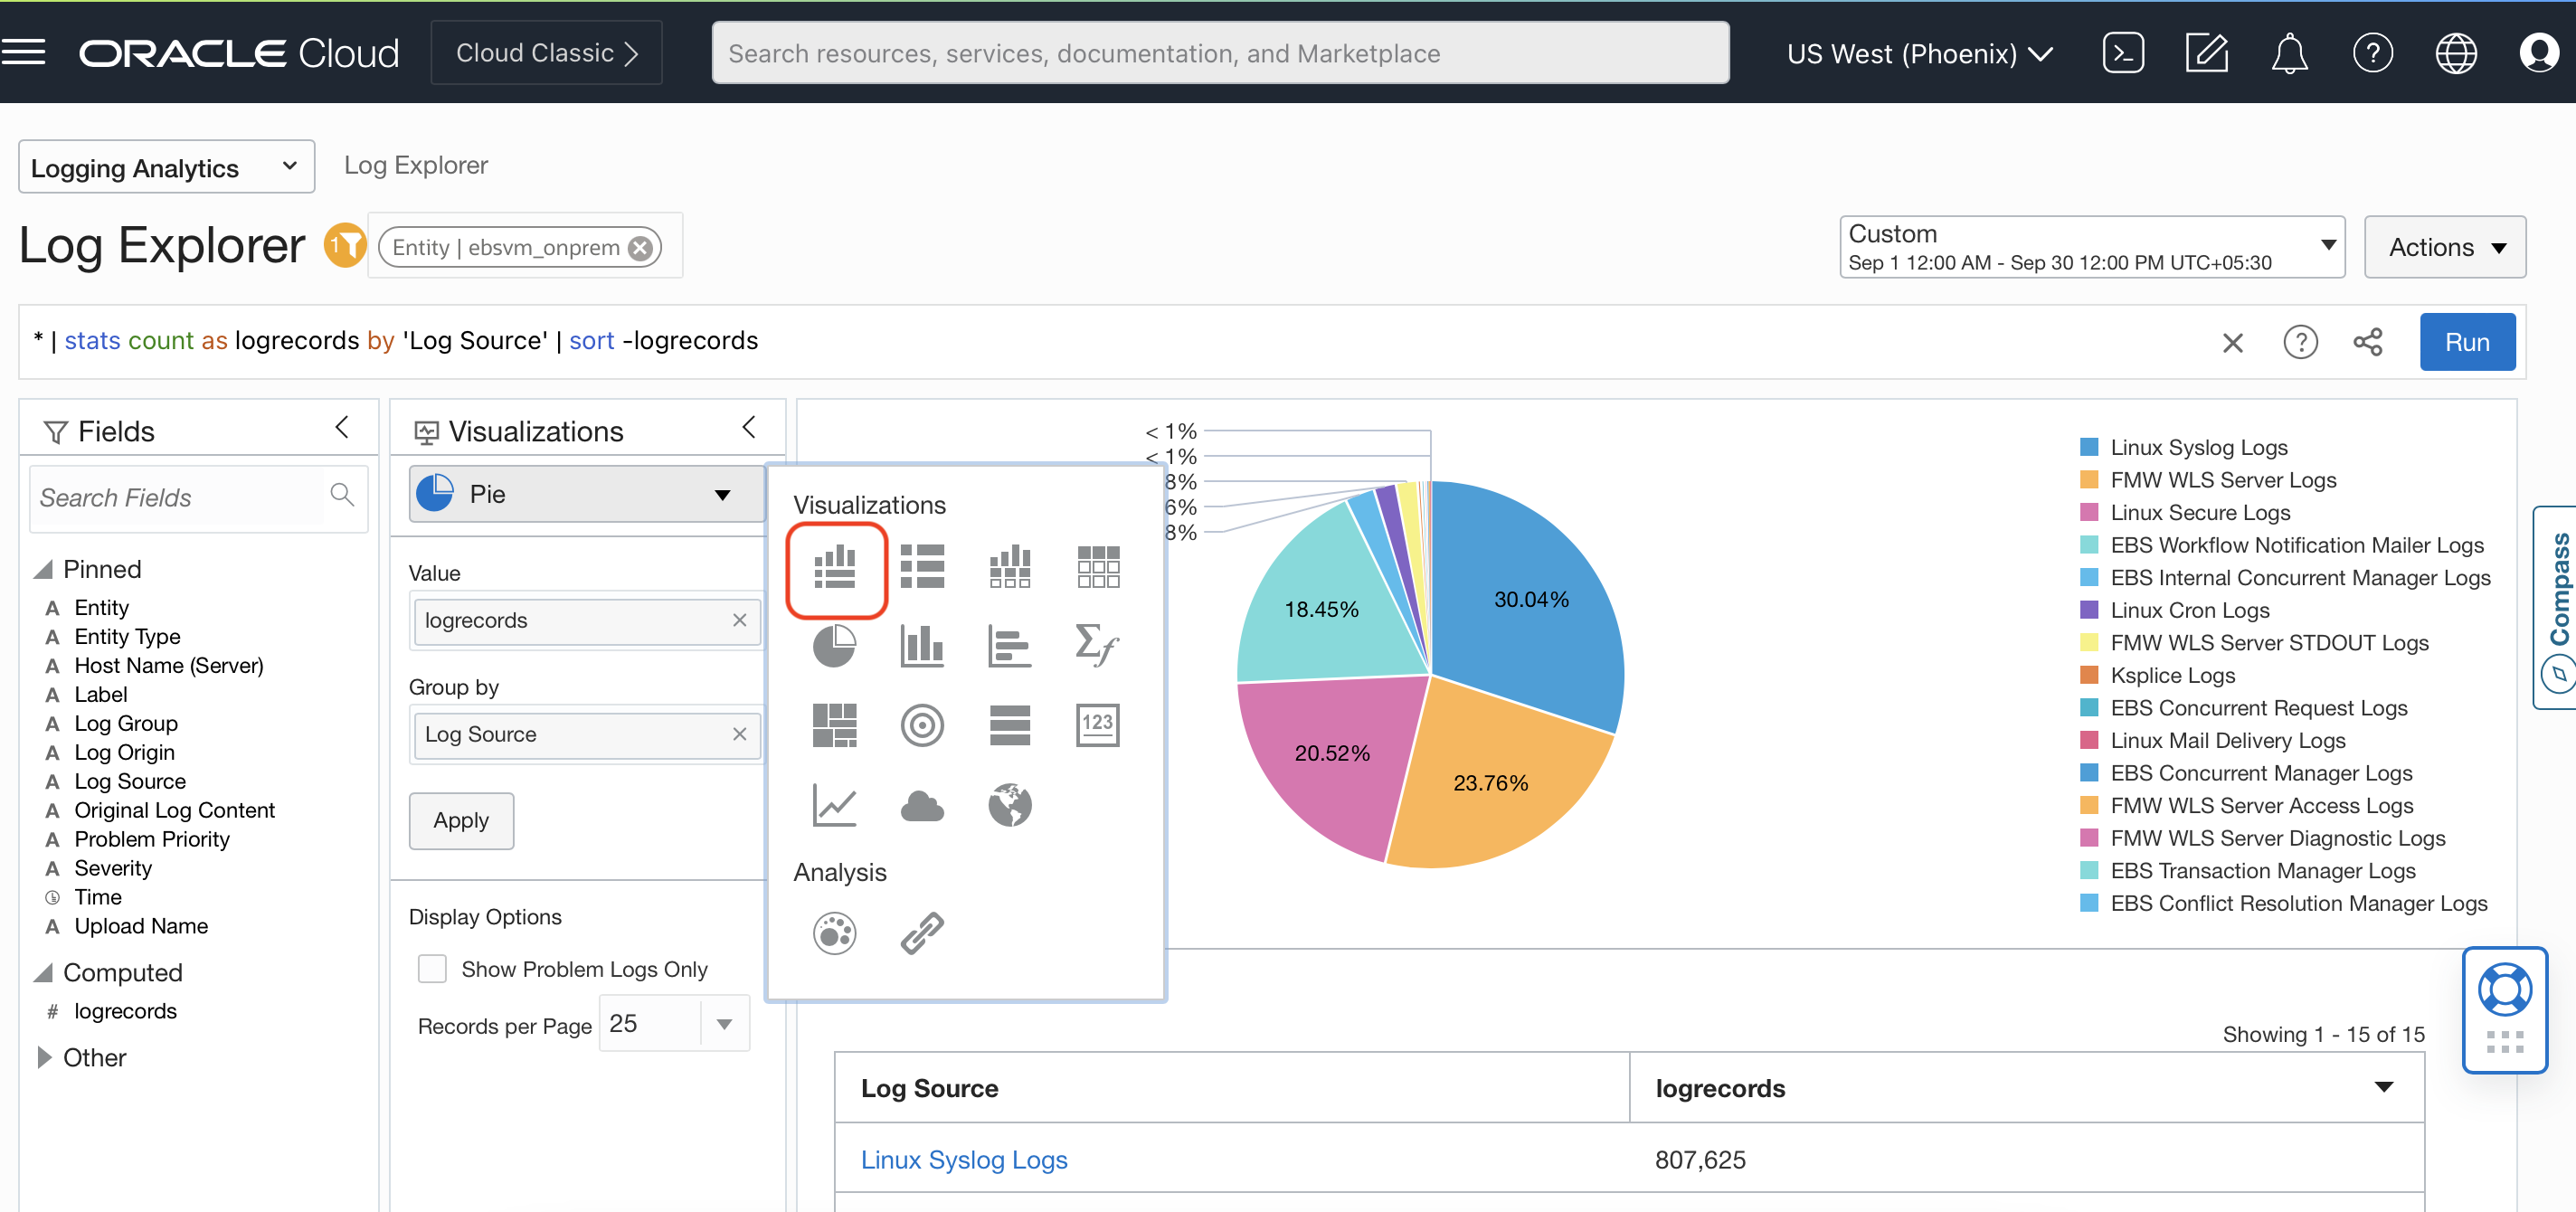 ORACLE Cloud
Cloud Classic
Search resources, services, documentation, and Marketplace
US West (Phoenix)
Logging Analytics
Log Explorer
Log Explorer
1
Entity | ebsvm_onprem
Custom
Sep 1 12:00 AM - Sep 30 12:00 PM UTC+05:30
Actions
* | stats count as logrecords by 'Log Source' | sort -logrecords
Run
Fields
Search Fields
Pinned
A Entity
A Entity Type
A Host Name (Server)
A Label
A Log Group
A Log Origin
A Log Source
A Original Log Content
A Problem Priority
A Severity
Time
A Upload Name
Computed
# logrecords
Other
Visualizations
Pie
Value
logrecords
Group by
Log Source
Apply
Display Options
Show Problem Logs Only
Records per Page 25
Visualizations
123
Analysis
< 1%
< 1%
8%
6%
8%
30.04%
18.45%
20.52%
23.76%
Linux Syslog Logs
FMW WLS Server Logs
Linux Secure Logs
EBS Workflow Notification Mailer Logs
EBS Internal Concurrent Manager Logs
Linux Cron Logs
FMW WLS Server STDOUT Logs
Ksplice Logs
EBS Concurrent Request Logs
Linux Mail Delivery Logs
EBS Concurrent Manager Logs
FMW WLS Server Access Logs
FMW WLS Server Diagnostic Logs
EBS Transaction Manager Logs
EBS Conflict Resolution Manager Logs
Compass
Showing 1 - 15 of 15
Log Source
logrecords
Linux Syslog Logs
807,625